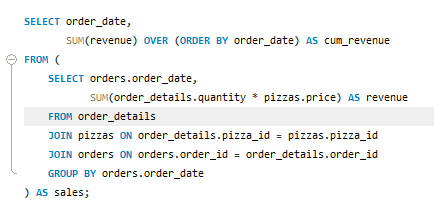 SELECT order_date,
SUM(revenue) OVER (ORDER BY order_date) AS cum_revenue
FROM (
SELECT orders.order_date,
SUM(order_details.quantity * pizzas.price) AS revenue
FROM order_details
JOIN pizzas ON order_details.pizza_id = pizzas.pizza_id
JOIN orders ON orders.order_id = order_details.order_id
GROUP BY orders.order_date
) AS sales;